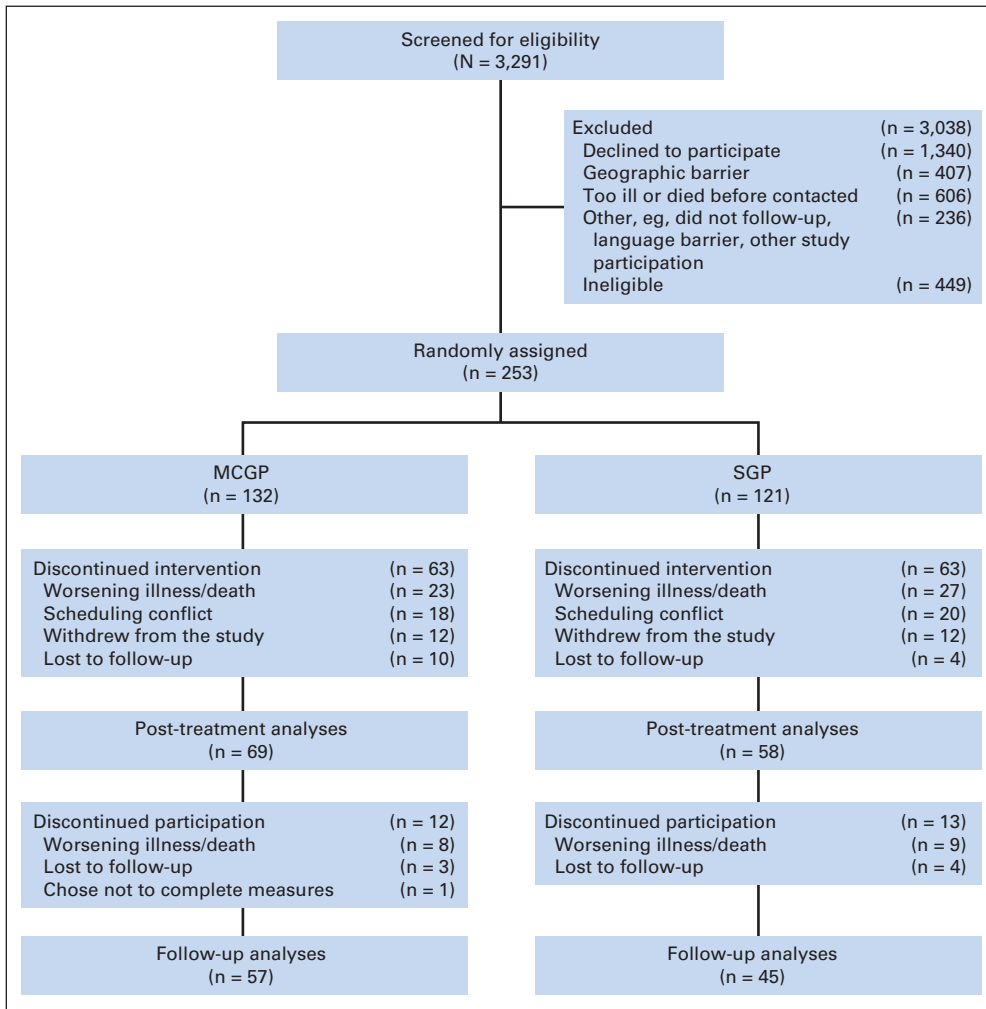 Screened for eligibility
(N = 3,291)
Excluded (n = 3,038)
Declined to participate (n = 1,340)
Geographic barrier (n = 407)
Too ill or died before contacted (n = 606)
Other, eg, did not follow-up, (n = 236)
language barrier, other study
participation
Ineligible (n = 449)
Randomly assigned
(n = 253)
MCGP
(n = 132)
Discontinued intervention (n = 63)
Worsening illness/death (n = 23)
Scheduling conflict (n = 18)
Withdrew from the study (n = 12)
Lost to follow-up (n = 10)
Post-treatment analyses
(n = 69)
Discontinued participation (n = 12)
Worsening illness/death (n = 8)
Lost to follow-up (n = 3)
Chose not to complete measures (n = 1)
Follow-up analyses
(n = 57)
SGP
(n = 121)
Discontinued intervention (n = 63)
Worsening illness/death (n = 27)
Scheduling conflict (n = 20)
Withdrew from the study (n = 12)
Lost to follow-up (n = 4)
Post-treatment analyses
(n = 58)
Discontinued participation (n = 13)
Worsening illness/death (n = 9)
Lost to follow-up (n = 4)
Follow-up analyses
(n = 45)